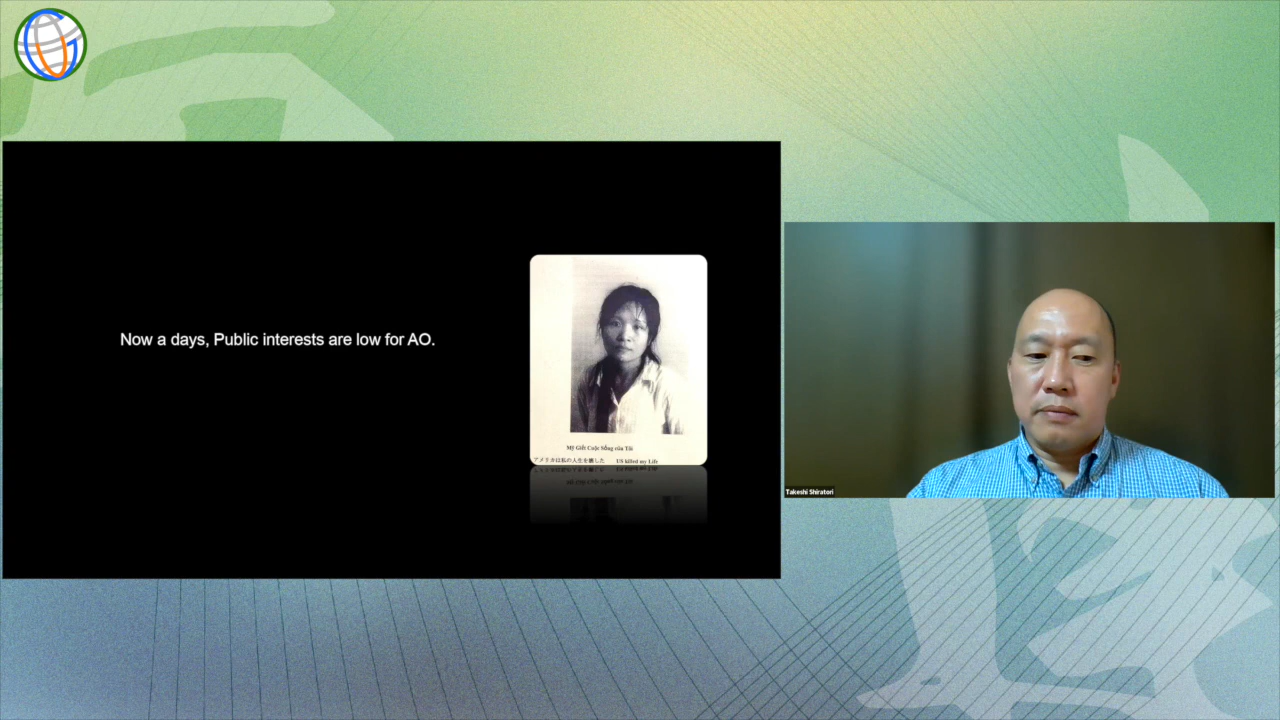 Now a days, Public interests are low for AO.
Mỹ Giết Cuộc Sống của Tôi
アメリカは私の人生を壊した US killed my Life
Takeshi Shiratori